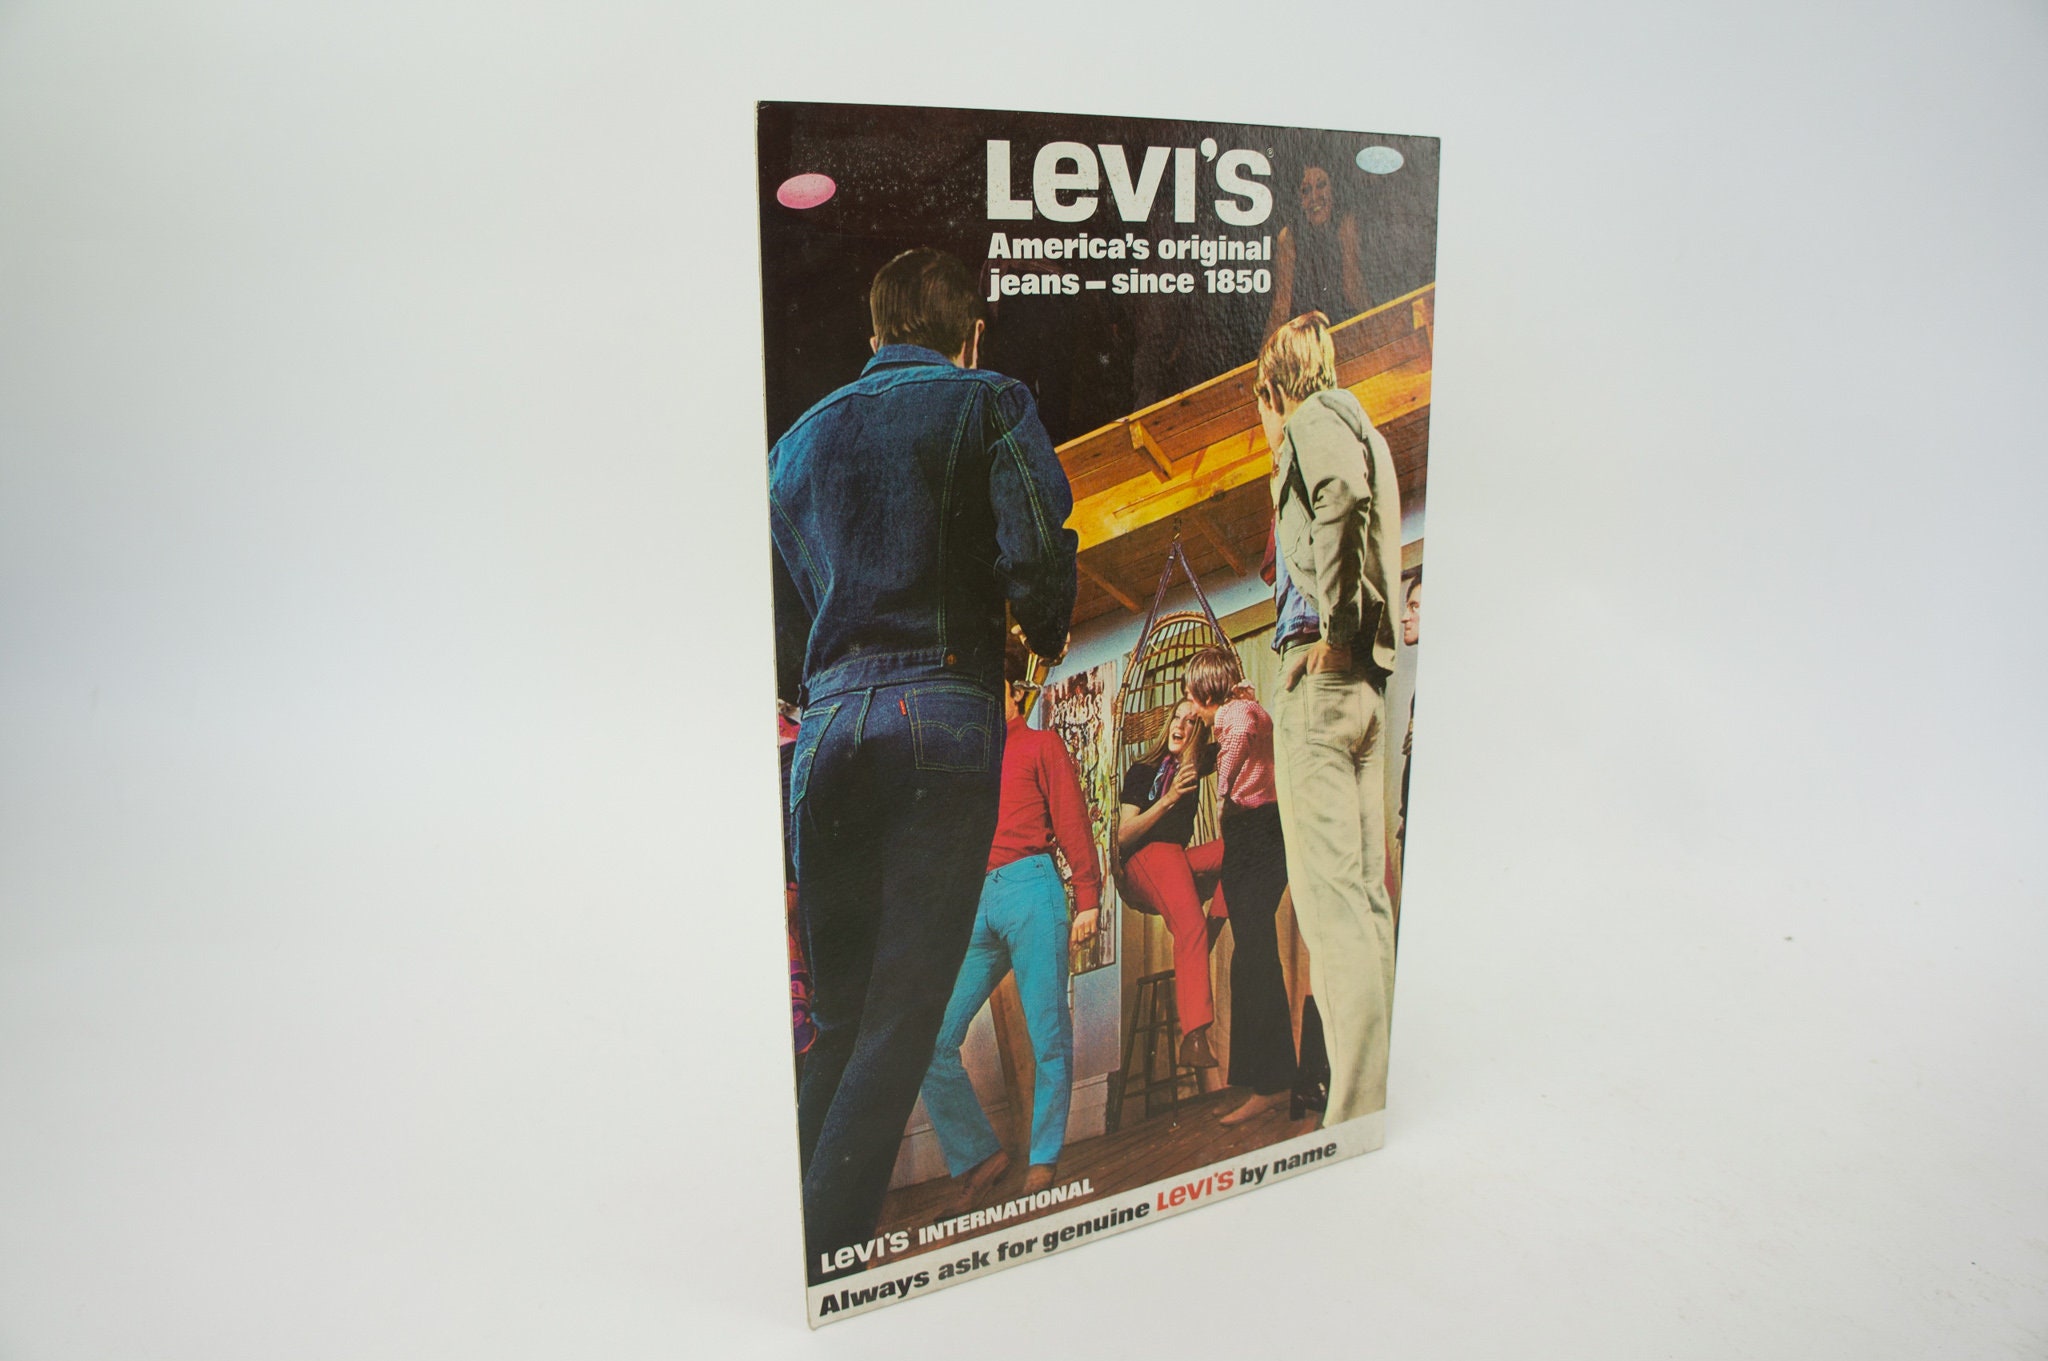 Levi's®
America's original
jeans – since 1850
Levi's® INTERNATIONAL
Always ask for genuine Levi's® by name